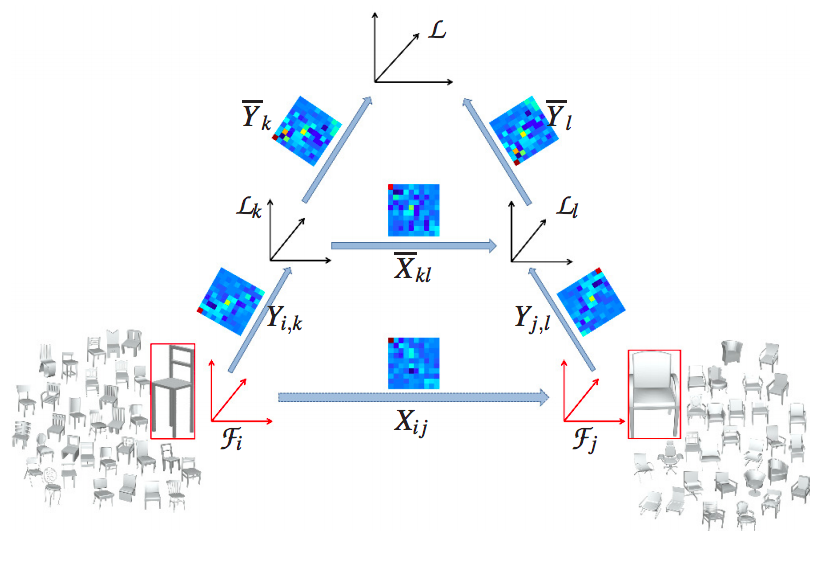 ℒ
Y̅ₖ
Y̅ₗ
ℒₖ
ℒₗ
X̅ₖₗ
Yᵢ,ₖ
Yⱼ,ₗ
Xᵢⱼ
ℱᵢ
ℱⱼ